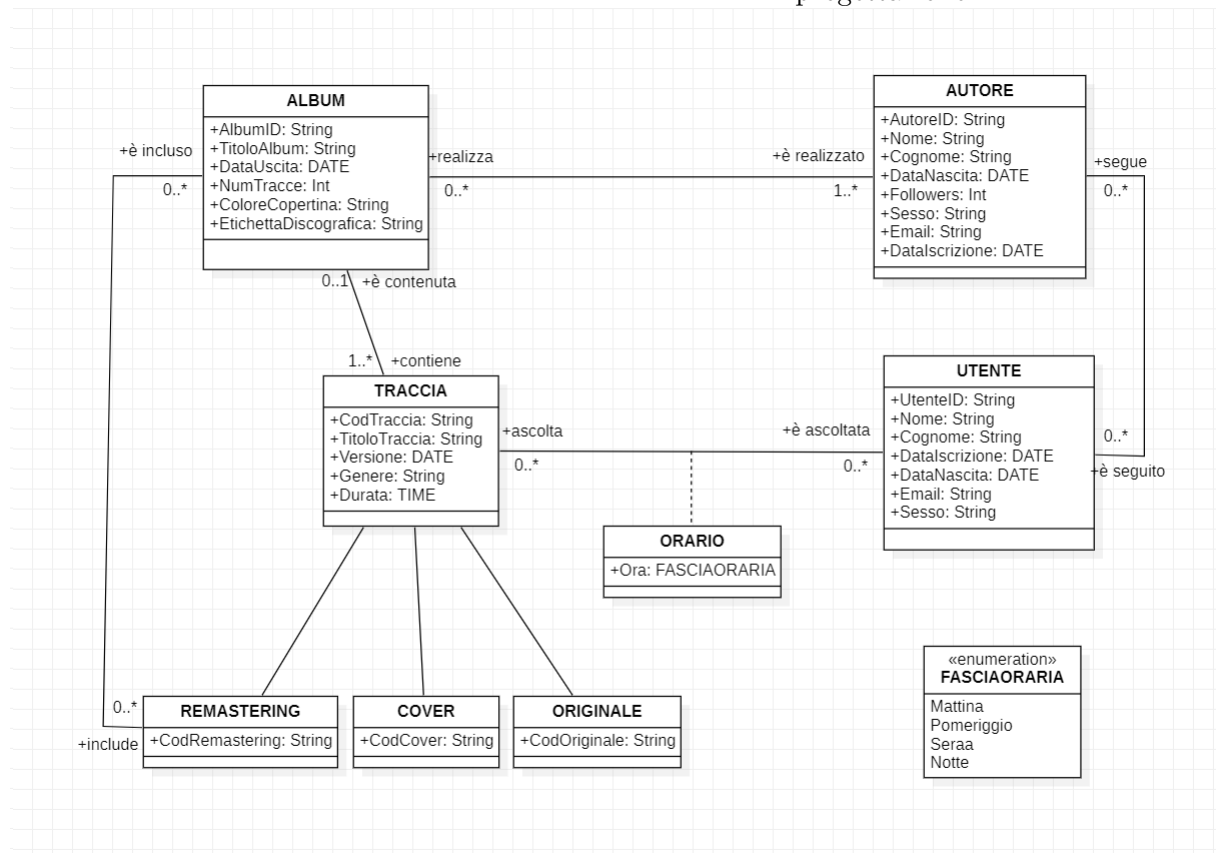 ALBUM
+AlbumID: String
+TitoloAlbum: String
+DataUscita: DATE
+NumTracce: Int
+ColoreCopertina: String
+EtichettaDiscografica: String
AUTORE
+AutoreID: String
+Nome: String
+Cognome: String
+DataNascita: DATE
+Followers: Int
+Sesso: String
+Email: String
+DataIscrizione: DATE
+è incluso
0..*
+realizza
0..*
+è realizzato
1..*
+segue
0..*
0..1
+è contenuta
1..*
+contiene
TRACCIA
+CodTraccia: String
+TitoloTraccia: String
+Versione: DATE
+Genere: String
+Durata: TIME
+ascolta
0..*
+è ascoltata
0..*
UTENTE
+UtenteID: String
+Nome: String
+Cognome: String
+DataIscrizione: DATE
+DataNascita: DATE
+Email: String
+Sesso: String
0..*
+è seguito
ORARIO
+Ora: FASCIAORARIA
0..*
+include
REMASTERING
+CodRemastering: String
COVER
+CodCover: String
ORIGINALE
+CodOriginale: String
«enumeration»
FASCIAORARIA
Mattina
Pomeriggio
Seraa
Notte